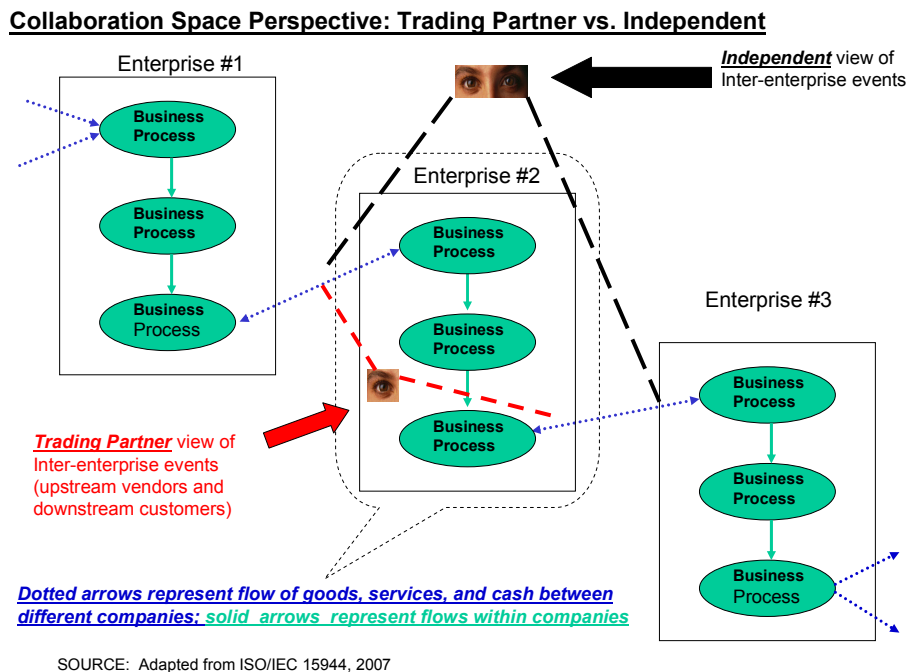 Collaboration Space Perspective: Trading Partner vs. Independent
Enterprise #1
Business
Process
Business
Process
Business
Process
Independent view of
Inter-enterprise events
Enterprise #2
Business
Process
Business
Process
Business
Process
Enterprise #3
Business
Process
Business
Process
Business
Process
Trading Partner view of
Inter-enterprise events
(upstream vendors and
downstream customers)
Dotted arrows represent flow of goods, services, and cash between
different companies; solid arrows represent flows within companies
SOURCE: Adapted from ISO/IEC 15944, 2007